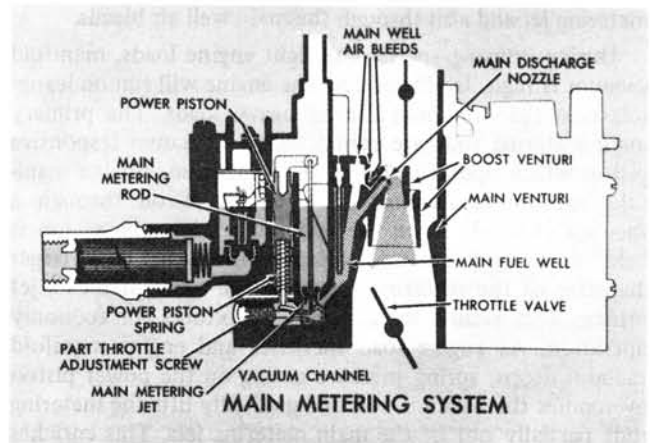 MAIN WELL
AIR BLEEDS
MAIN DISCHARGE
NOZZLE
POWER PISTON
MAIN
METERING
ROD
BOOST VENTURI
MAIN VENTURI
MAIN FUEL WELL
THROTTLE VALVE
POWER PISTON
SPRING
PART THROTTLE
ADJUSTMENT SCREW
MAIN METERING
JET
VACUUM CHANNEL
MAIN METERING SYSTEM